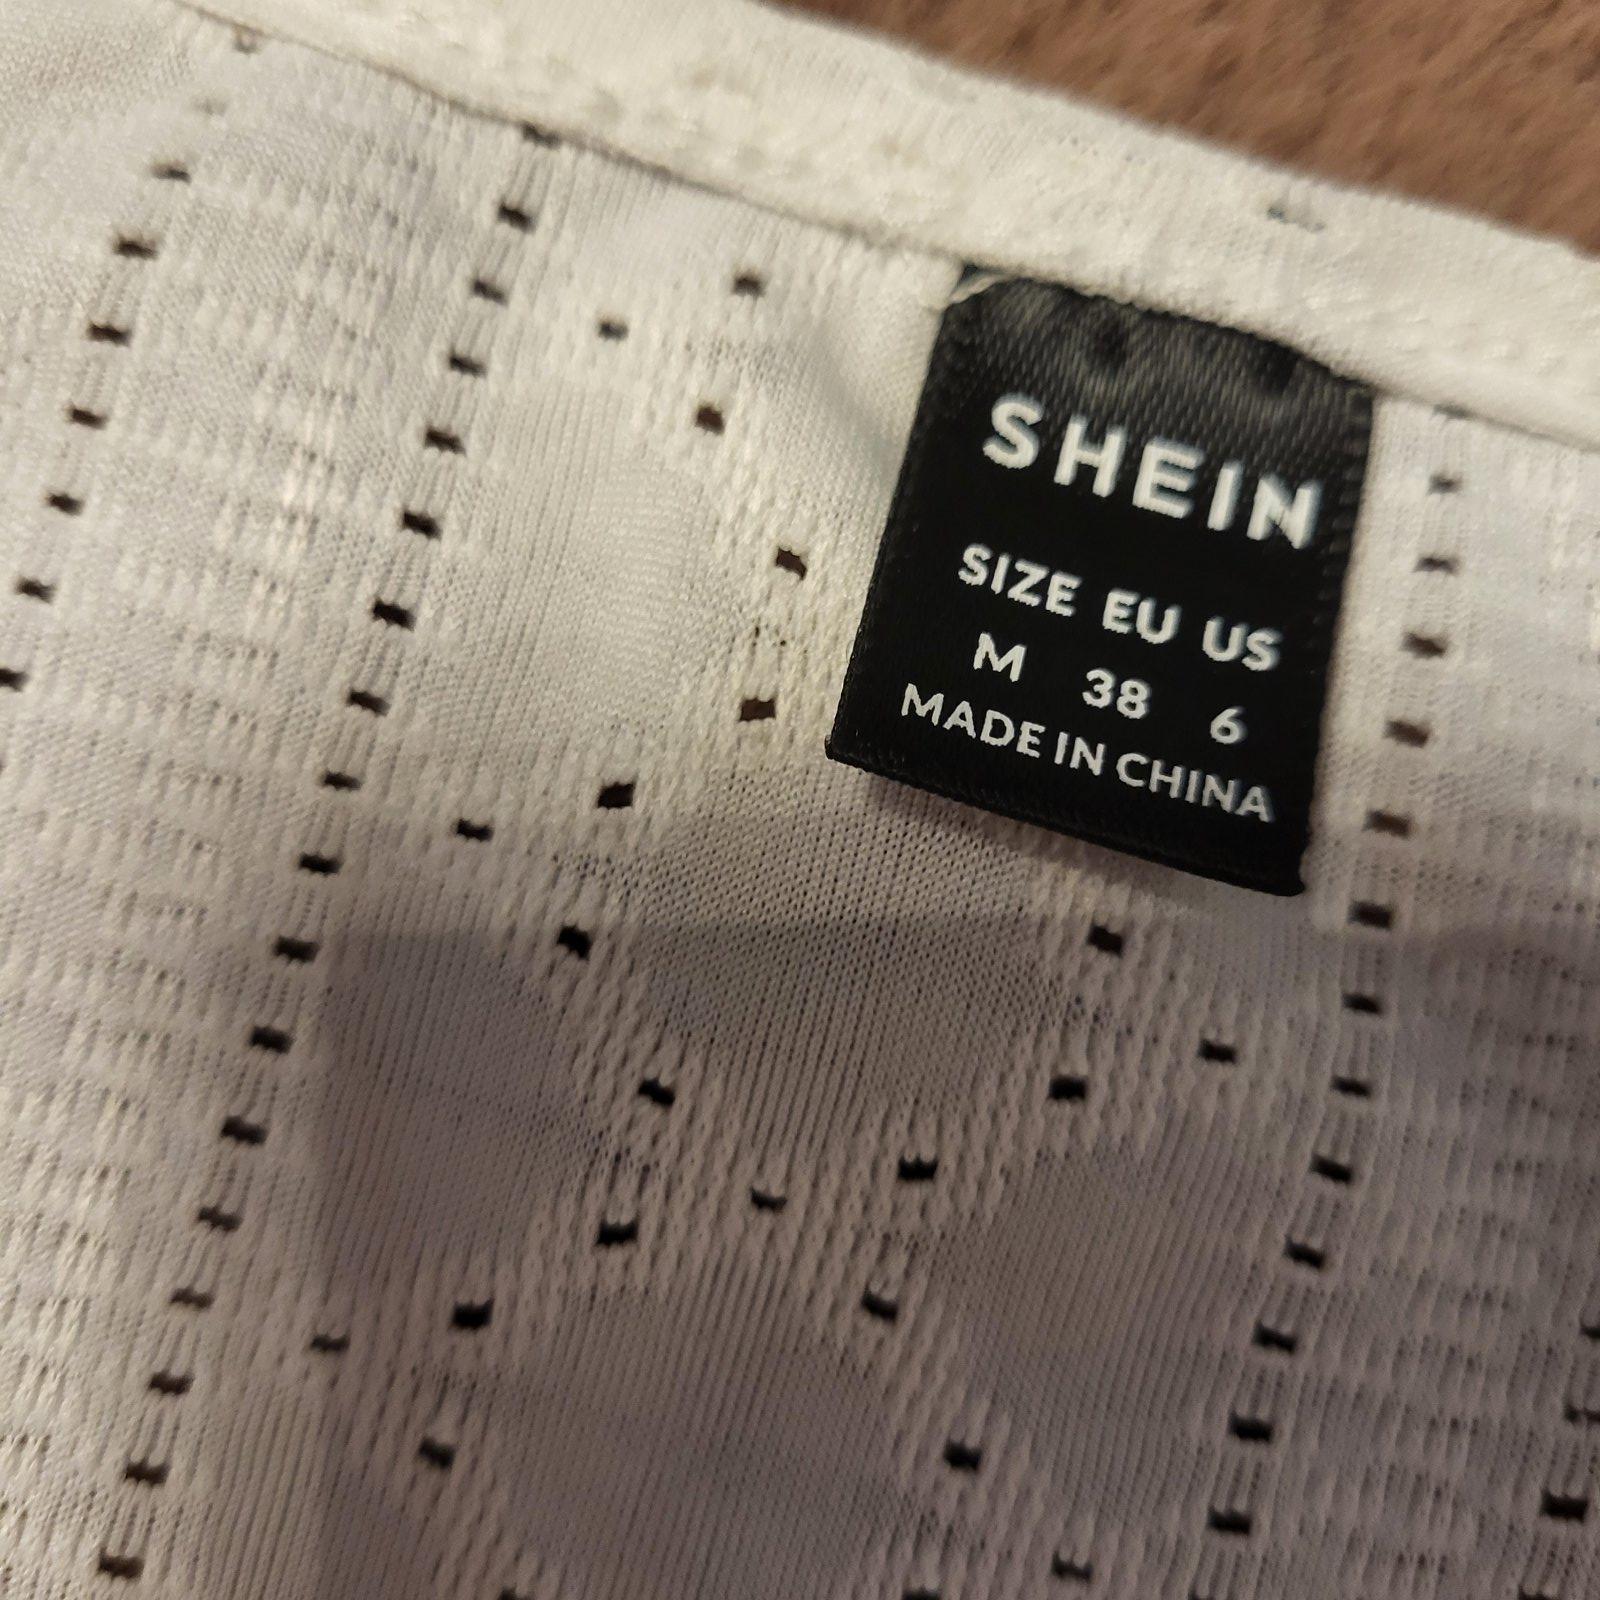 SHEIN
SIZE EU US
M 38 6
MADE IN CHINA